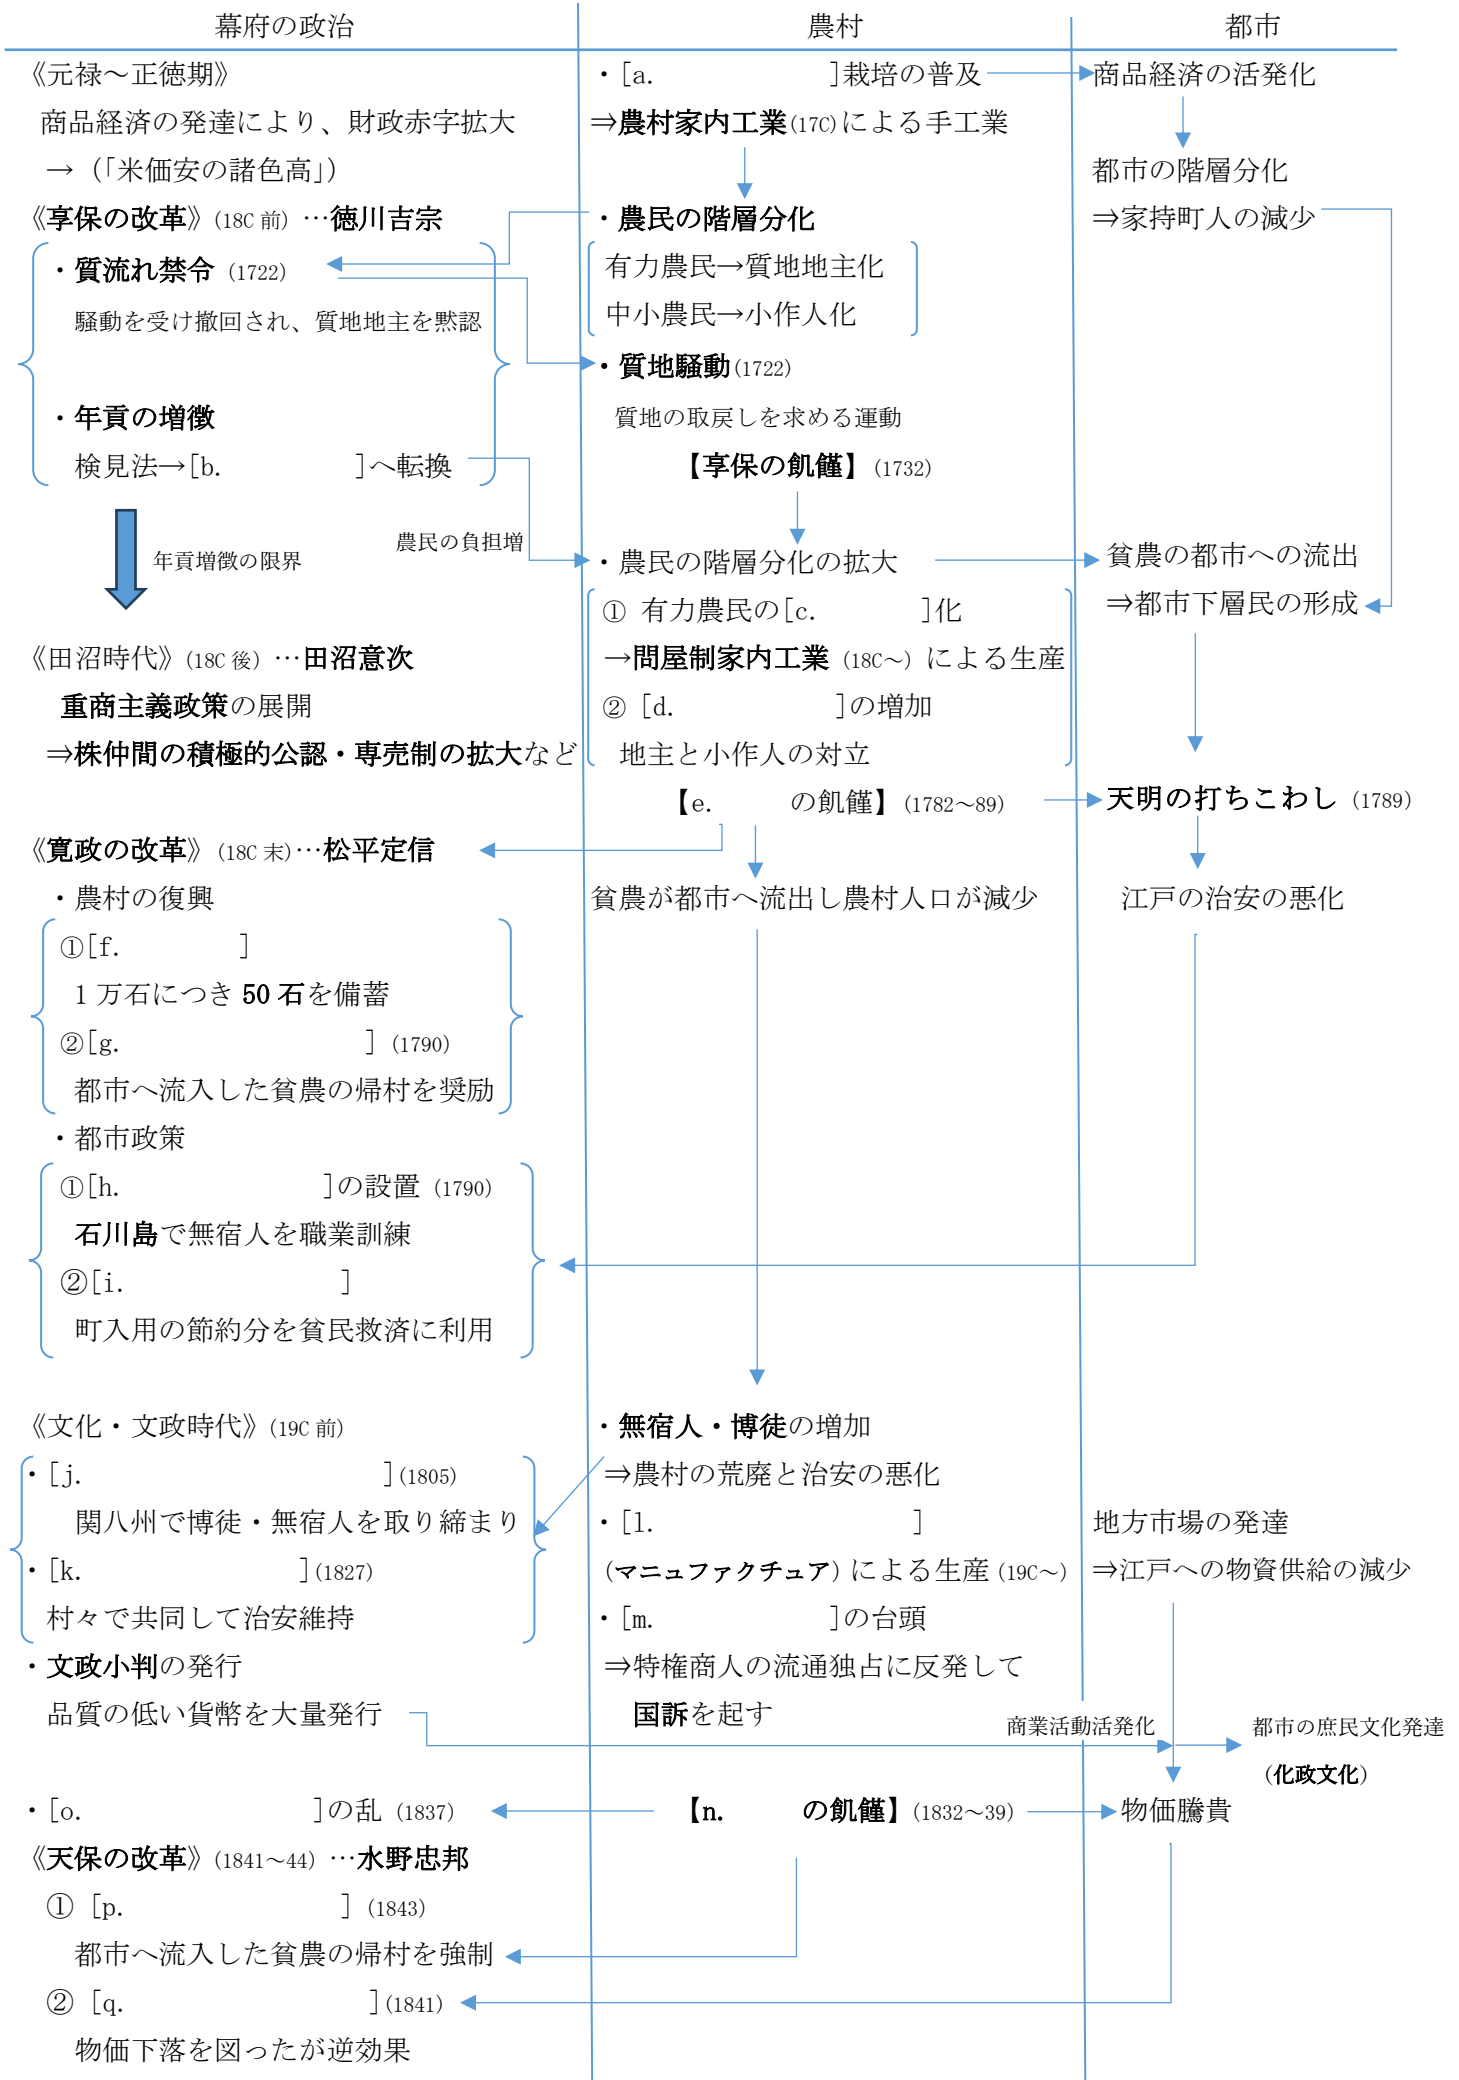 幕府の政治
農村
都市
《元禄～正徳期》
商品経済の発達により、財政赤字拡大
→（「米価安の諸色高」）
《享保の改革》(18C 前) …徳川吉宗
・質流れ禁令 (1722)
騒動を受け撤回され、質地地主を黙認
・年貢の増徴
検見法→[b. ]へ転換
年貢増徴の限界
農民の負担増
《田沼時代》(18C 後) …田沼意次
重商主義政策の展開
⇒株仲間の積極的公認・専売制の拡大など
《寛政の改革》(18C 末)…松平定信
・農村の復興
①[f. ]
1 万石につき 50 石を備蓄
②[g. ] (1790)
都市へ流入した貧農の帰村を奨励
・都市政策
①[h. ]の設置 (1790)
石川島で無宿人を職業訓練
②[i. ]
町入用の節約分を貧民救済に利用
《文化・文政時代》(19C 前)
・[j. ](1805)
関八州で博徒・無宿人を取り締まり
・[k. ](1827)
村々で共同して治安維持
・文政小判の発行
品質の低い貨幣を大量発行
・[o. ]の乱 (1837)
《天保の改革》(1841～44) …水野忠邦
① [p. ] (1843)
都市へ流入した貧農の帰村を強制
② [q. ](1841)
物価下落を図ったが逆効果
・[a. ]栽培の普及
⇒農村家内工業(17C)による手工業
・農民の階層分化
有力農民→質地地主化
中小農民→小作人化
・質地騒動(1722)
質地の取戻しを求める運動
【享保の飢饉】(1732)
・農民の階層分化の拡大
① 有力農民の[c. ]化
→問屋制家内工業 (18C～) による生産
② [d. ]の増加
地主と小作人の対立
【e. の飢饉】(1782～89)
貧農が都市へ流出し農村人口が減少
・無宿人・博徒の増加
⇒農村の荒廃と治安の悪化
・[l. ]
(マニュファクチュア) による生産 (19C～)
・[m. ]の台頭
⇒特権商人の流通独占に反発して
国訴を起す
商業活動活発化
【n. の飢饉】(1832～39)
商品経済の活発化
都市の階層分化
⇒家持町人の減少
貧農の都市への流出
⇒都市下層民の形成
天明の打ちこわし (1789)
江戸の治安の悪化
地方市場の発達
⇒江戸への物資供給の減少
都市の庶民文化発達
(化政文化)
物価騰貴